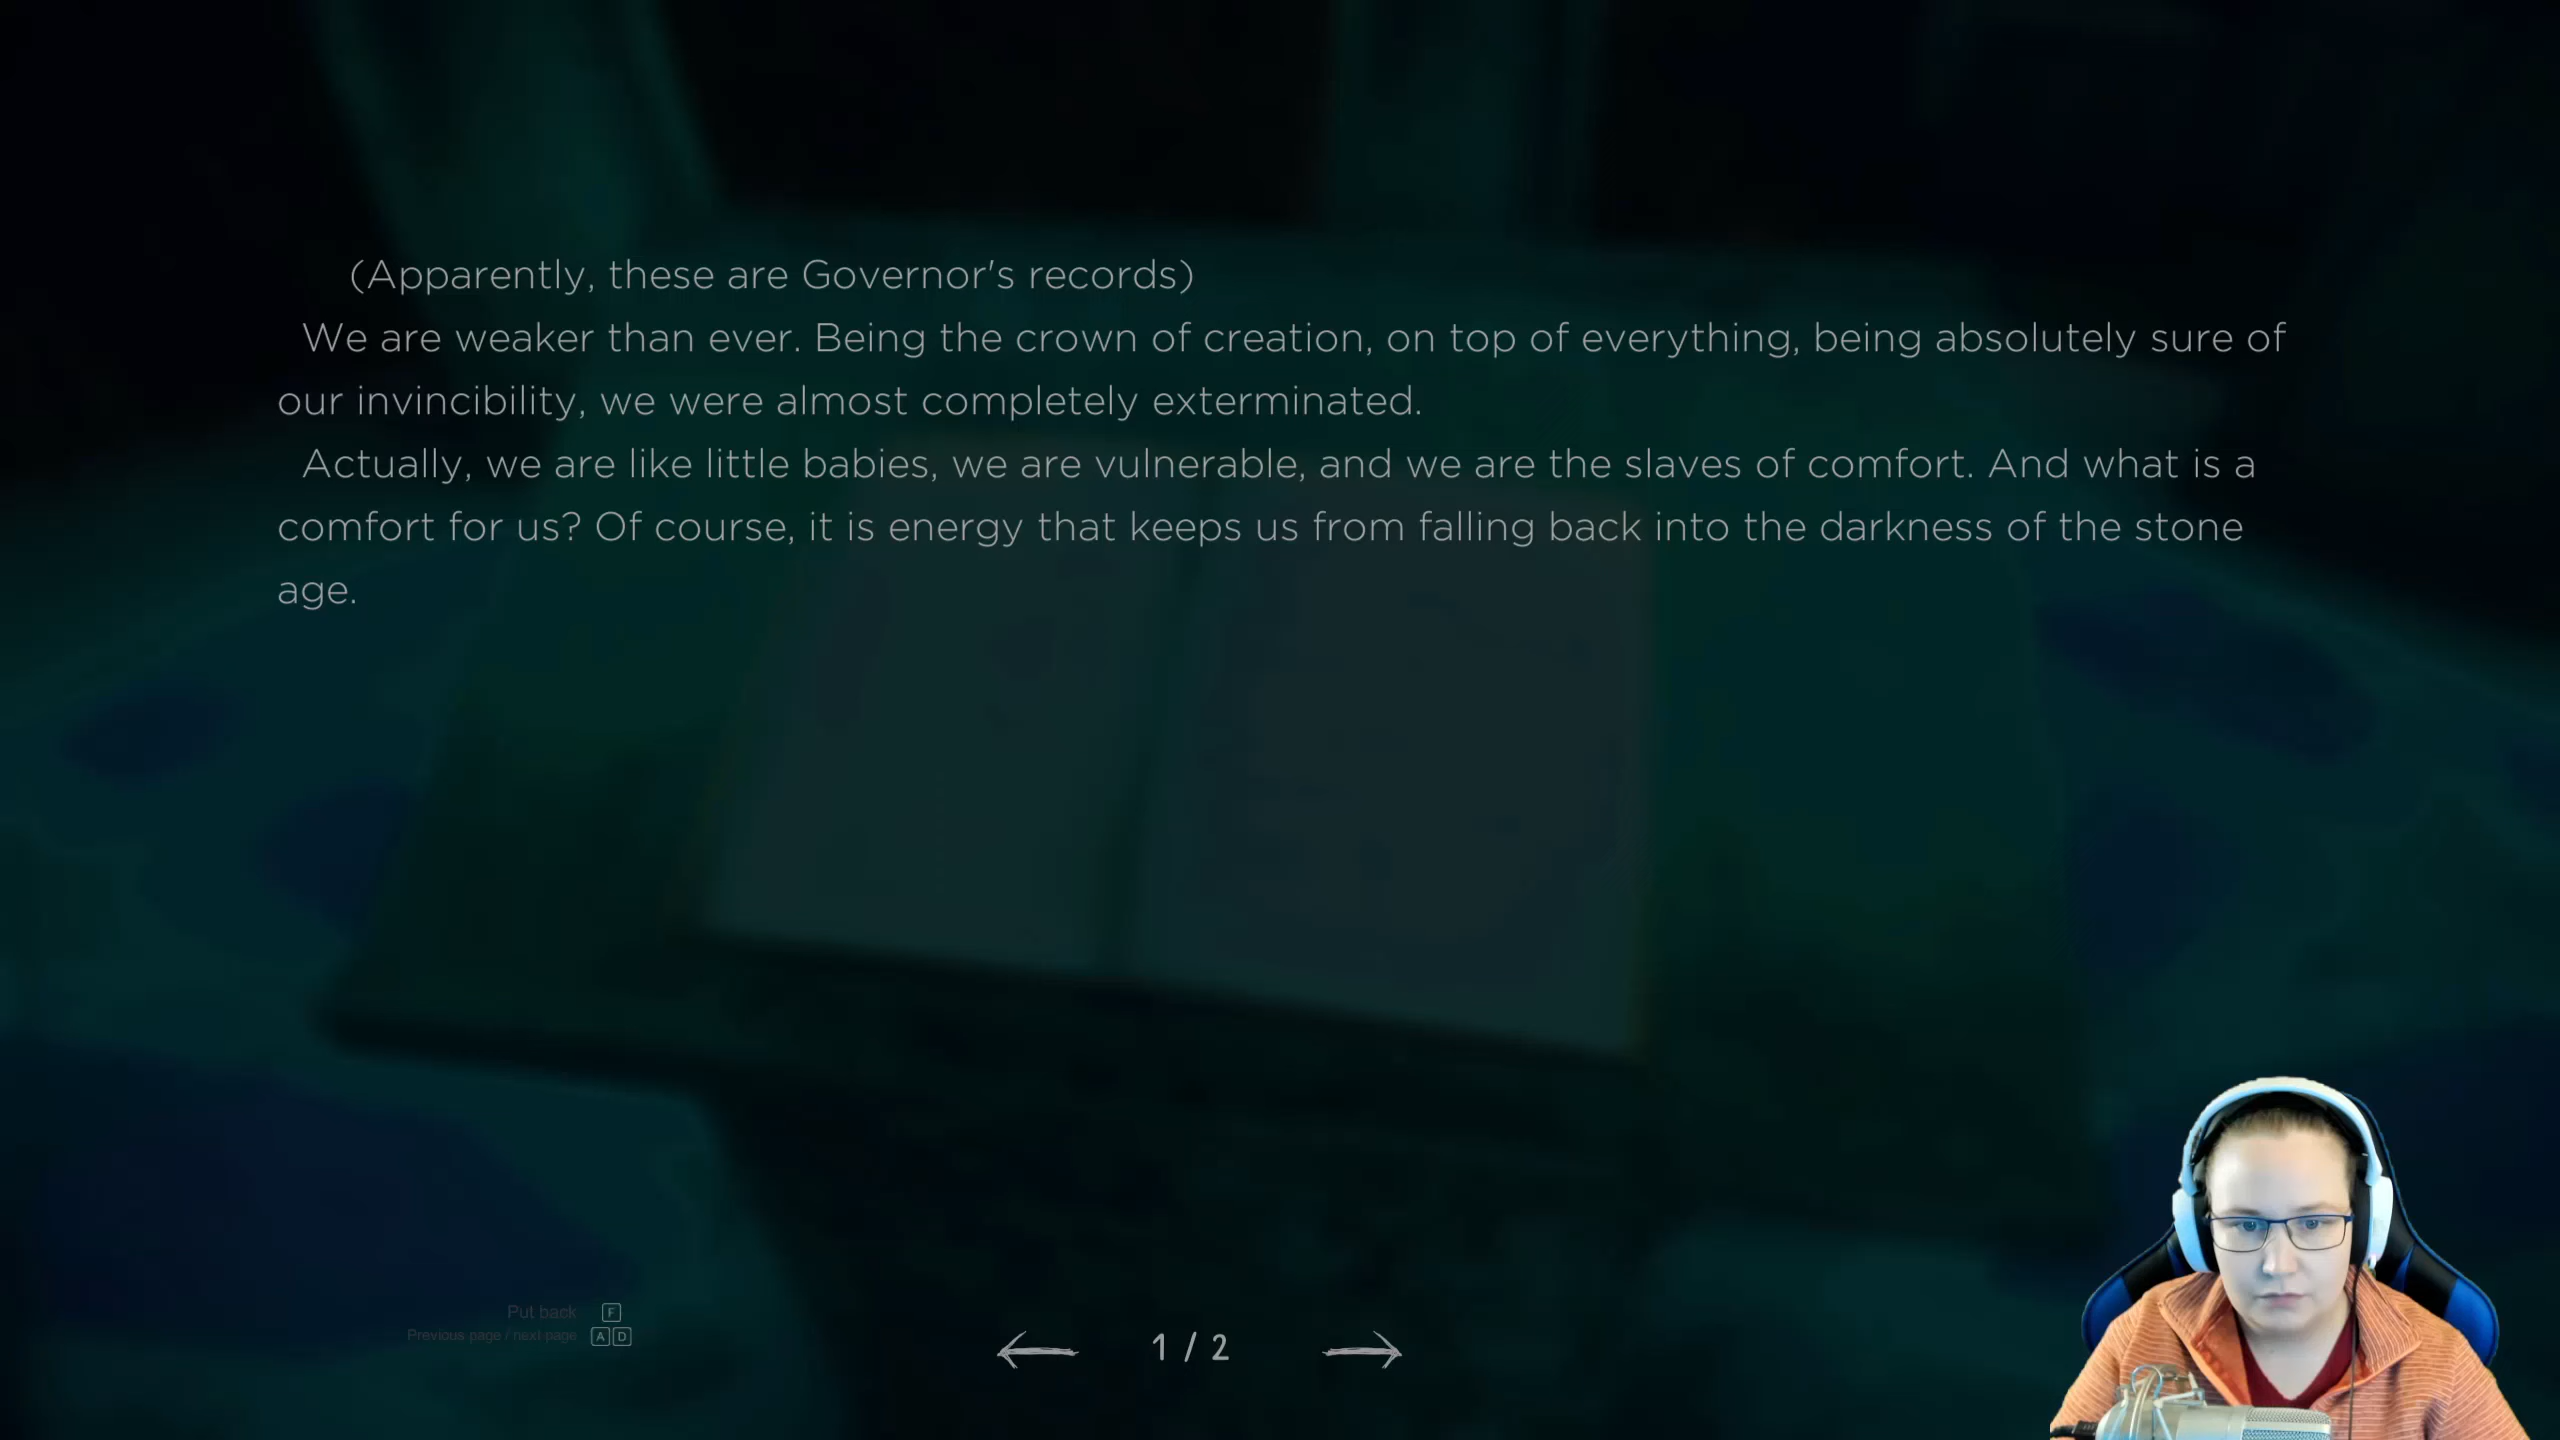 (Apparently, these are Governor's records)
We are weaker than ever. Being the crown of creation, on top of everything, being absolutely sure of
our invincibility, we were almost completely exterminated.
Actually, we are like little babies, we are vulnerable, and we are the slaves of comfort. And what is a
comfort for us? Of course, it is energy that keeps us from falling back into the darkness of the stone
age.
Put back F
Previous page / next page A D
1 / 2